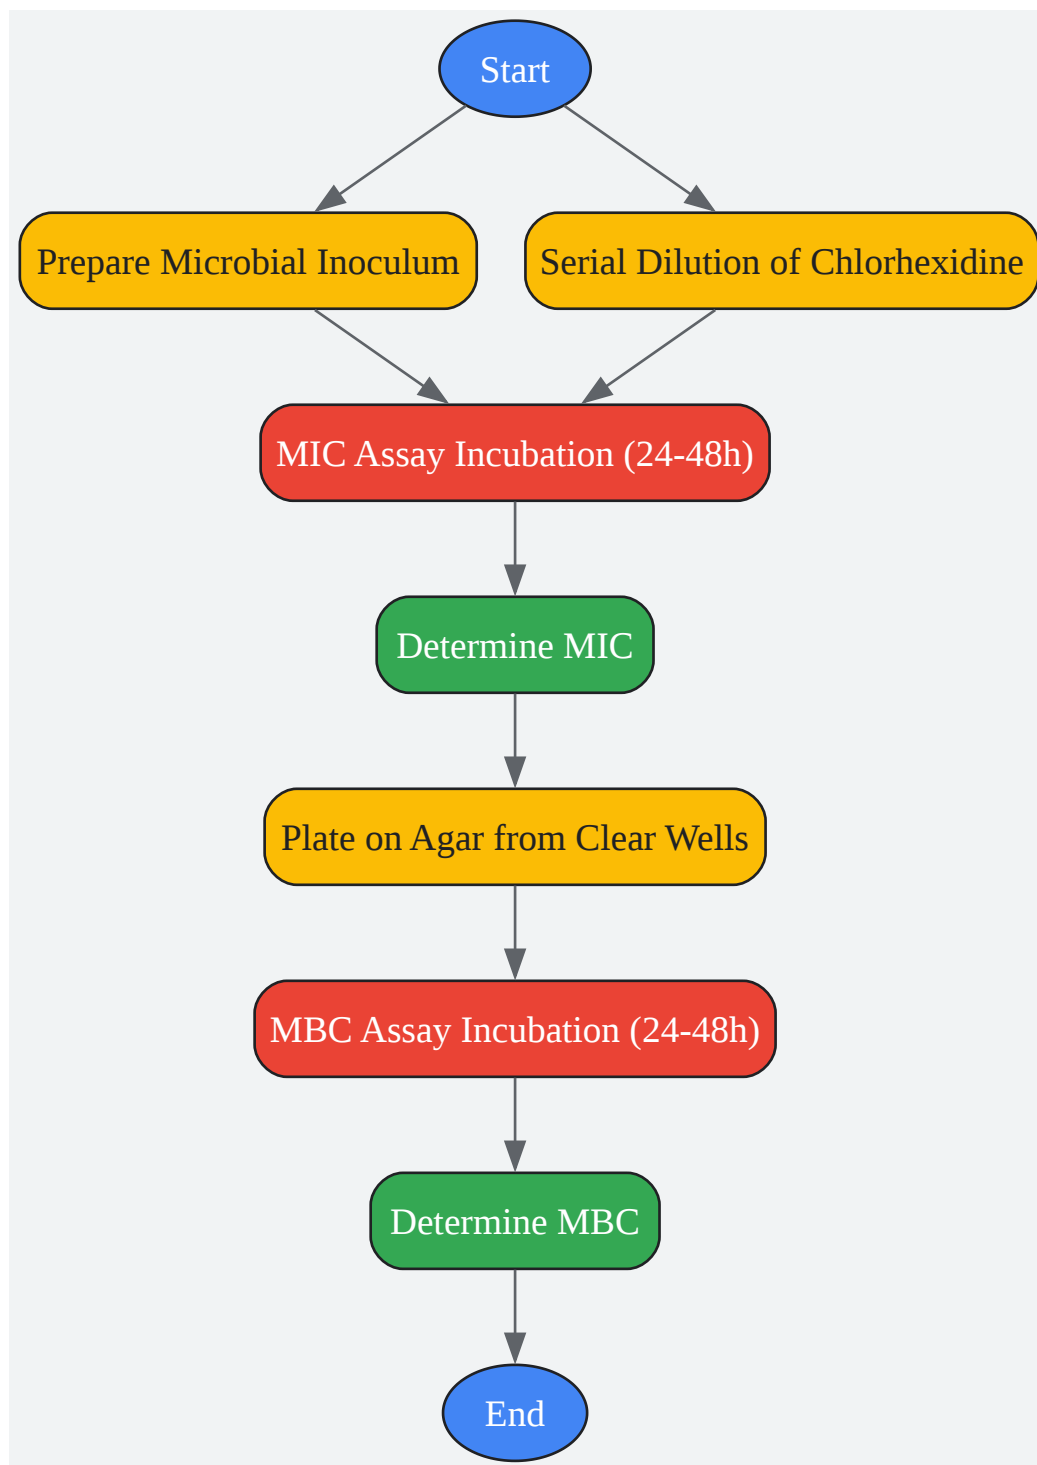 Start
Prepare Microbial Inoculum
Serial Dilution of Chlorhexidine
MIC Assay Incubation (24-48h)
Determine MIC
Plate on Agar from Clear Wells
MBC Assay Incubation (24-48h)
Determine MBC
End